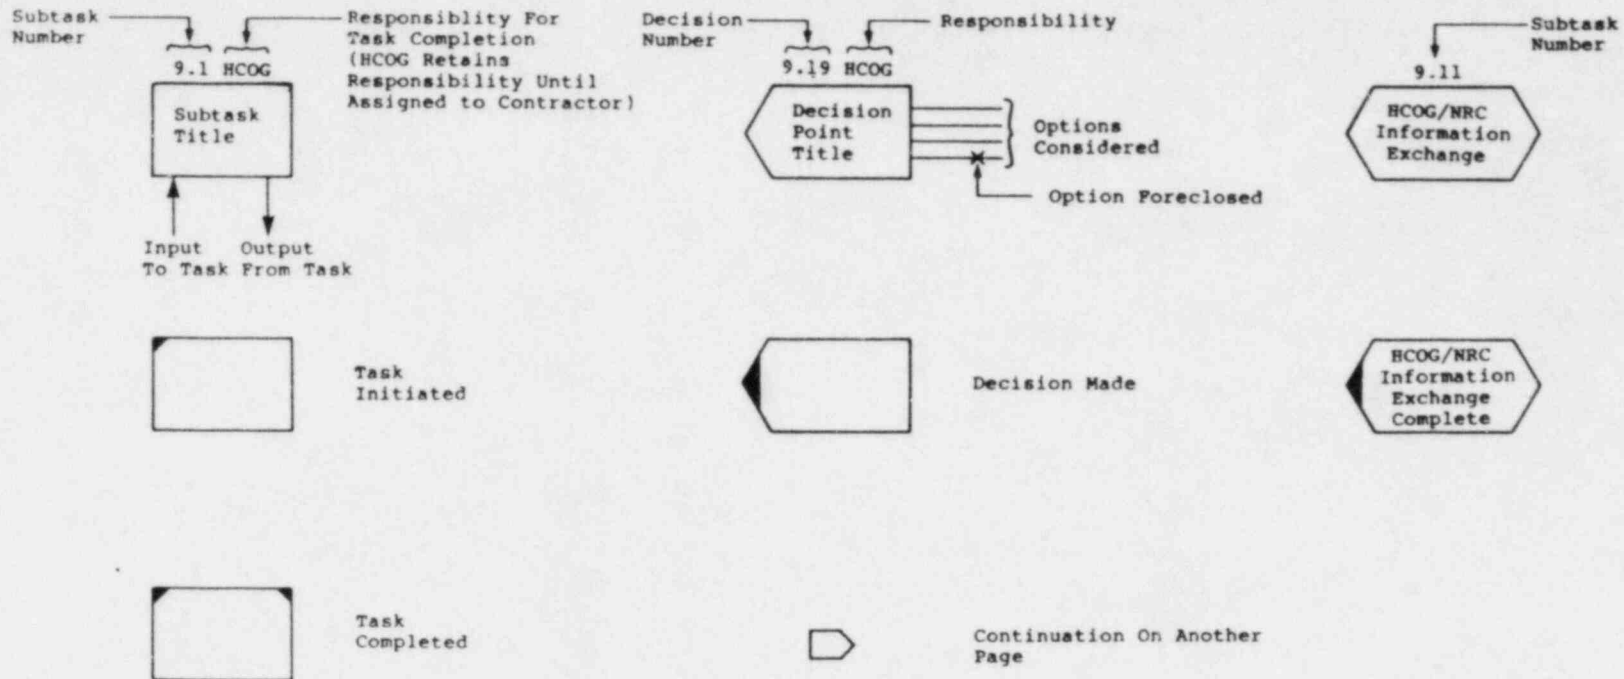 Subtask
Number
Responsiblity For
Task Completion
(HCOG Retains
Responsibility Until
Assigned to Contractor)
9.1 HCOG
Subtask
Title
Input
To Task
Output
From Task
Decision
Number
Responsibility
9.19 HCOG
Decision
Point
Title
Options
Considered
Option Foreclosed
Subtask
Number
9.11
HCOG/NRC
Information
Exchange
Task
Initiated
Decision Made
HCOG/NRC
Information
Exchange
Complete
Task
Completed
Continuation On Another
Page